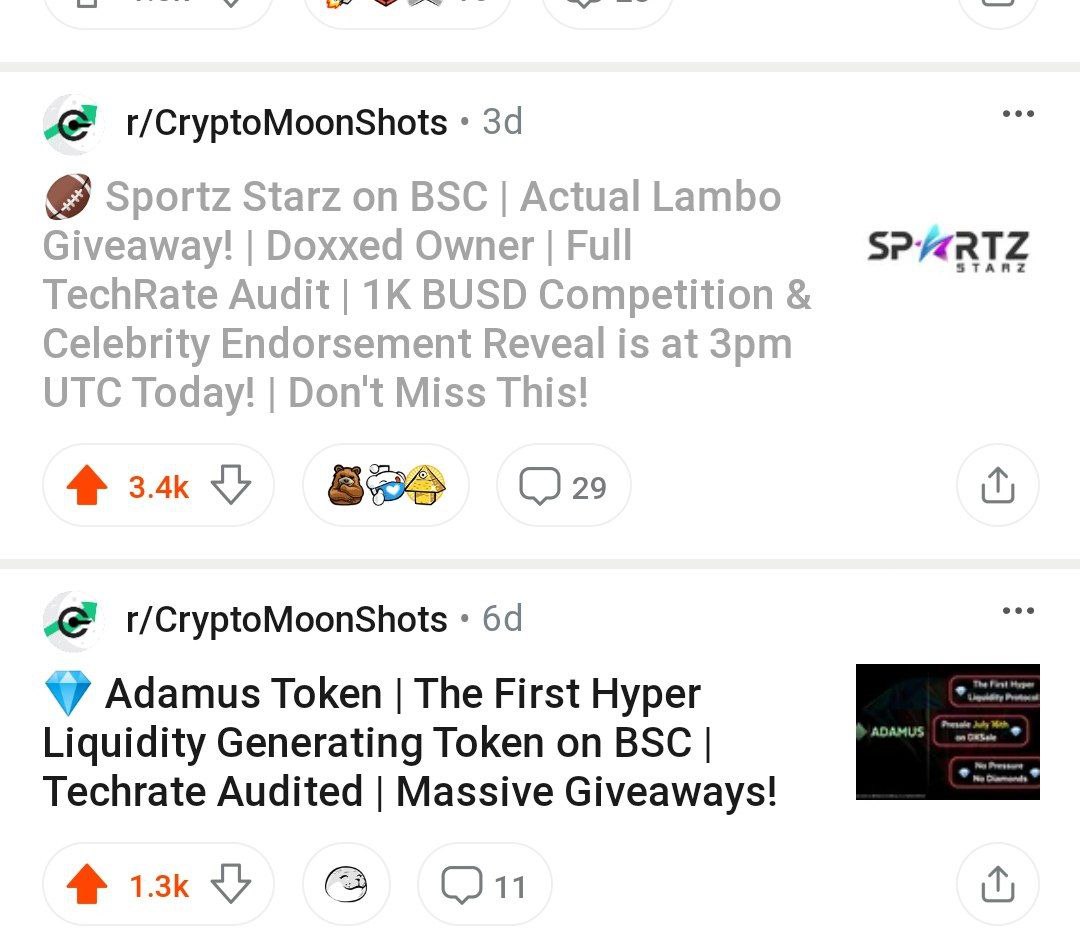 r/CryptoMoonShots • 3d
🏈 Sportz Starz on BSC | Actual Lambo
Giveaway! | Doxxed Owner | Full
TechRate Audit | 1K BUSD Competition &
Celebrity Endorsement Reveal is at 3pm
UTC Today! | Don't Miss This!
SPORTZ
STARZ
3.4k
29
r/CryptoMoonShots • 6d
💎 Adamus Token | The First Hyper
Liquidity Generating Token on BSC |
Techrate Audited | Massive Giveaways!
ADAMUS
The First Hyper
Liquidity Protocol
Presale July 16th
on DXSale
No Pressure
No Diamonds
1.3k
11